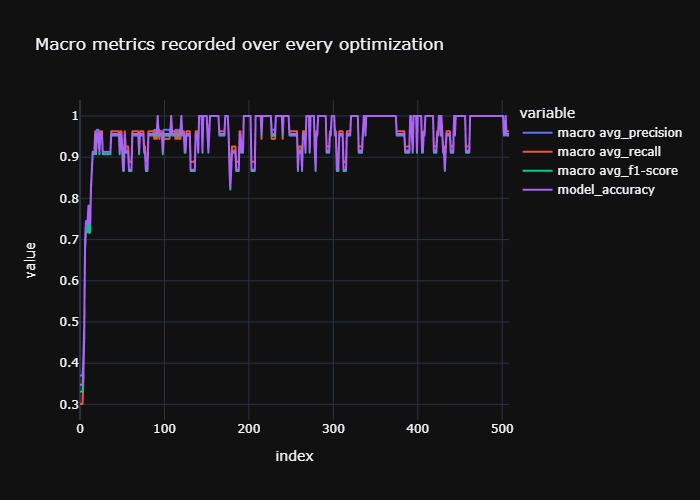 Macro metrics recorded over every optimization
variable
macro avg_precision
macro avg_recall
macro avg_f1-score
model_accuracy
value
1
0.9
0.8
0.7
0.6
0.5
0.4
0.3
0 100 200 300 400 500
index